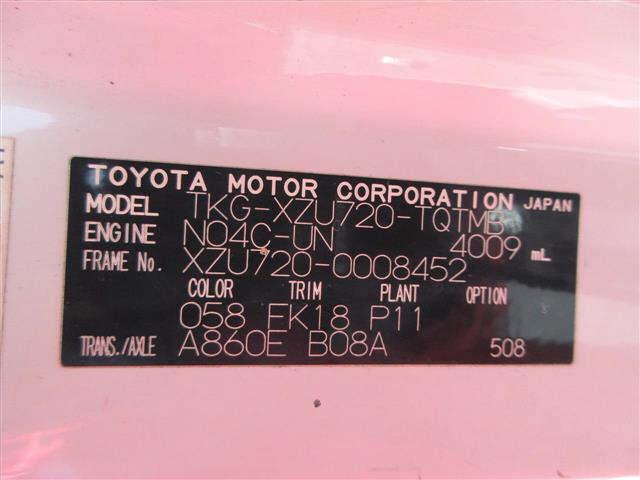 TOYOTA MOTOR CORPORATION JAPAN
MODEL TKG-XZU720-TQTMB
ENGINE N04C-UN 4009 mL
FRAME No. XZU720-0008452
COLOR TRIM PLANT OPTION
058 FK18 P11
TRANS./AXLE A860E B08A 508